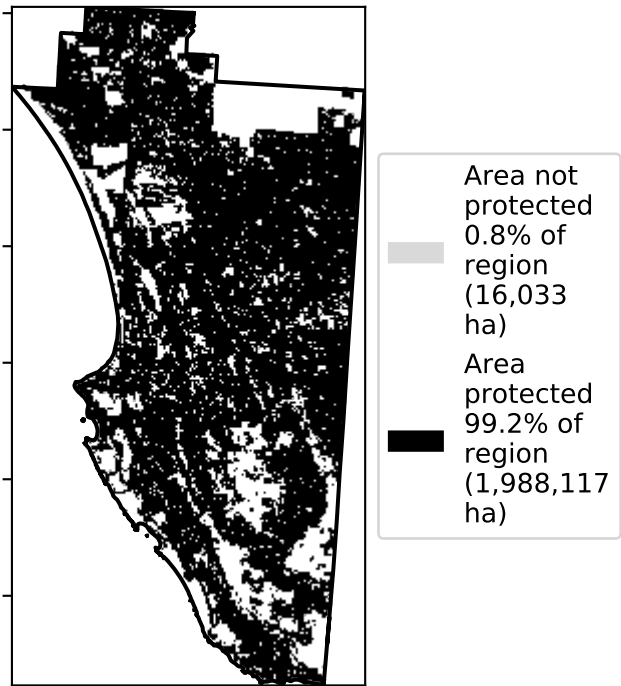 Area not
protected
0.8% of
region
(16,033
ha)
Area
protected
99.2% of
region
(1,988,117
ha)